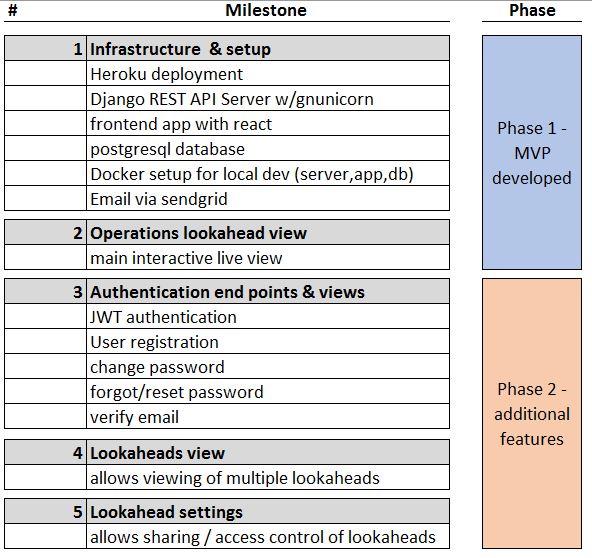 # Milestone Phase
1 Infrastructure & setup
Heroku deployment
Django REST API Server w/gnunicorn
frontend app with react
postgresql database
Docker setup for local dev (server,app,db)
Email via sendgrid
2 Operations lookahead view
main interactive live view
Phase 1 -
MVP
developed
3 Authentication end points & views
JWT authentication
User registration
change password
forgot/reset password
verify email
4 Lookaheads view
allows viewing of multiple lookaheads
5 Lookahead settings
allows sharing / access control of lookaheads
Phase 2 -
additional
features